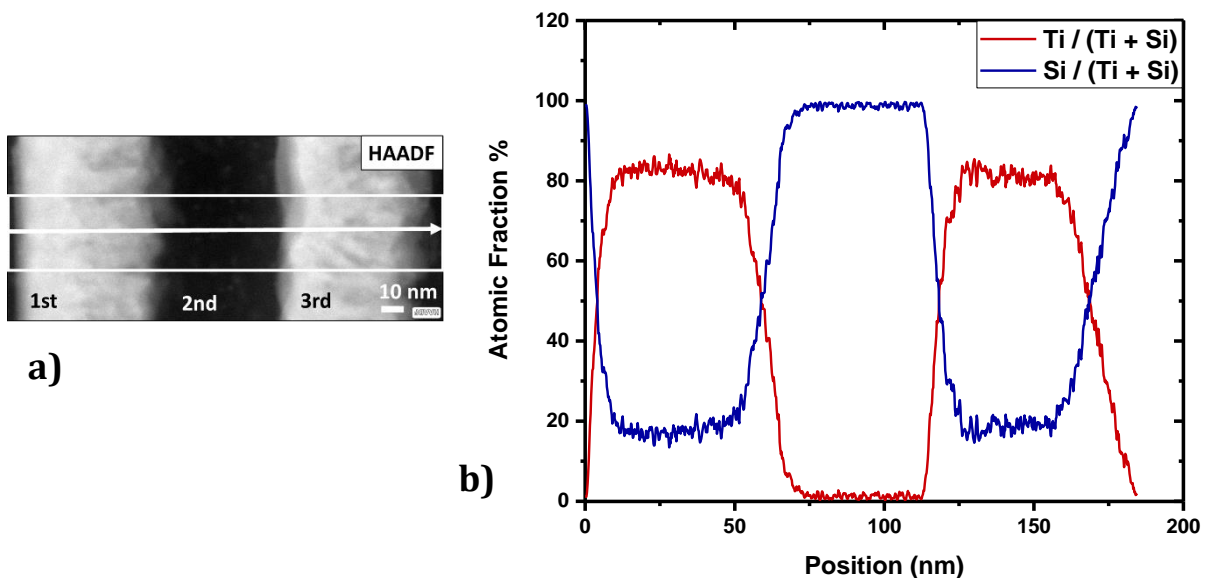 HAADF
1st
2nd
3rd
10 nm
a)
120
100
80
60
40
20
0
Atomic Fraction %
Ti / (Ti + Si)
Si / (Ti + Si)
0
50
100
150
200
Position (nm)
b)